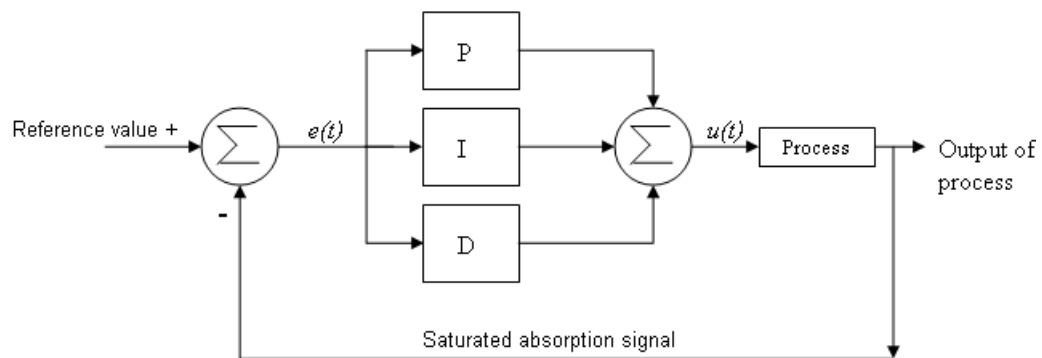 P
Reference value +
Σ
e(t)
I
Σ
u(t)
Process
Output of
process
-
D
Saturated absorption signal